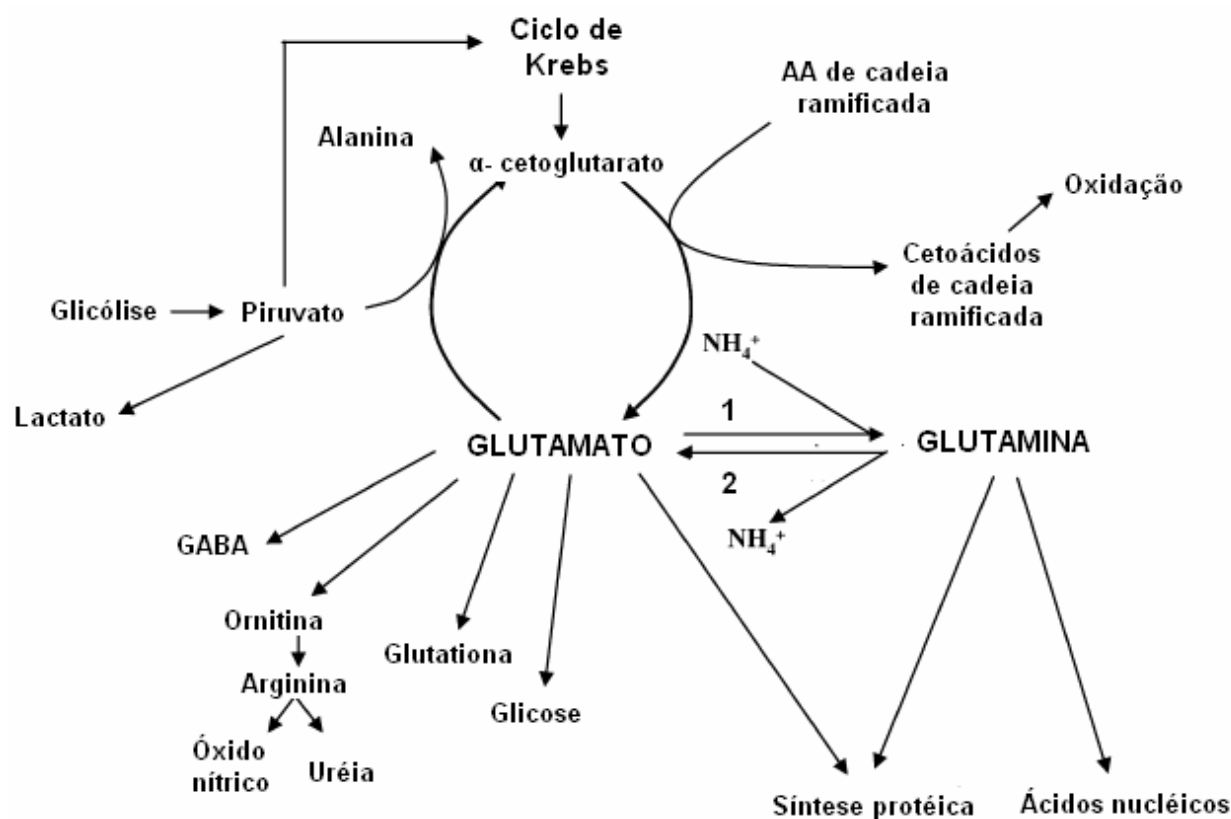 Ciclo de
Krebs
AA de cadeia
ramificada
Alanina
α- cetoglutarato
Oxidação
Cetoácidos
de cadeia
ramificada
Glicólise
Piruvato
NH₄⁺
Lactato
1
GLUTAMATO
GLUTAMINA
2
NH₄⁺
GABA
Ornitina
Glutationa
Arginina
Glicose
Óxido
nítrico
Uréia
Síntese protéica
Ácidos nucléicos